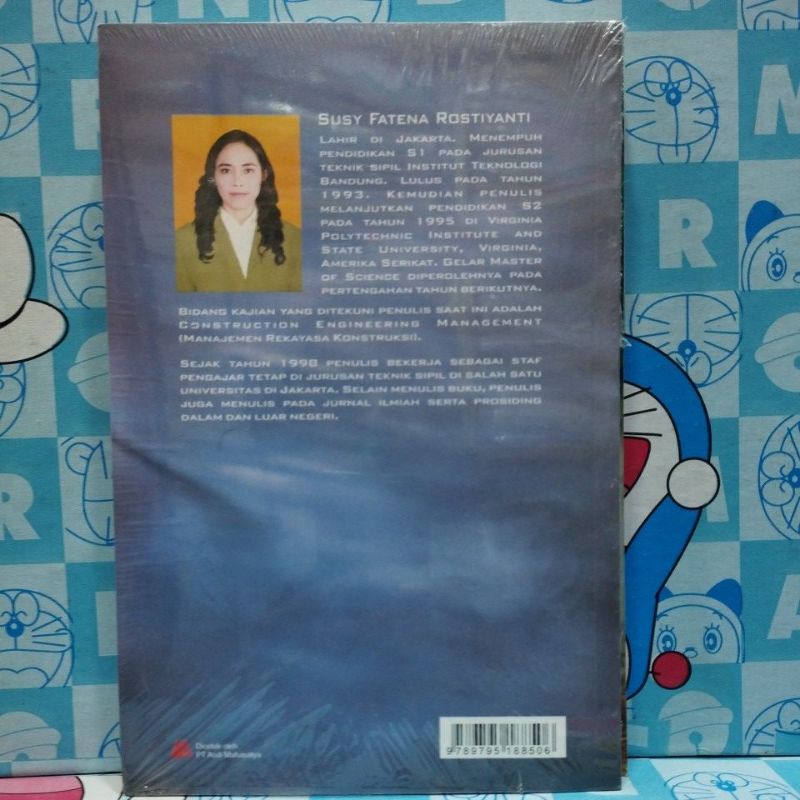 SUSY FATENA ROSTIYANTI
LAHIR DI JAKARTA. MENEMPUH
PENDIDIKAN S1 PADA JURUSAN
TEKNIK SIPIL INSTITUT TEKNOLOGI
BANDUNG. LULUS PADA TAHUN
1993. KEMUDIAN PENULIS
MELANJUTKAN PENDIDIKAN S2
PADA TAHUN 1995 DI VIRGINIA
POLYTECHNIC INSTITUTE AND
STATE UNIVERSITY, VIRGINIA,
AMERIKA SERIKAT. GELAR MASTER
OF SCIENCE DIPEROLEHNYA PADA
PERTENGAHAN TAHUN BERIKUTNYA.
BIDANG KAJIAN YANG DITEKUNI PENULIS SAAT INI ADALAH
CONSTRUCTION ENGINEERING MANAGEMENT
(MANAJEMEN REKAYASA KONSTRUKSI).
SEJAK TAHUN 1998 PENULIS BEKERJA SEBAGAI STAF
PENGAJAR TETAP DI JURUSAN TEKNIK SIPIL DI SALAH SATU
UNIVERSITAS DI JAKARTA. SELAIN MENULIS BUKU, PENULIS
JUGA MENULIS PADA JURNAL ILMIAH SERTA PROSIDING
DALAM DAN LUAR NEGERI.
Dicetak oleh
PT Asdi Mahasatya
9789795188506